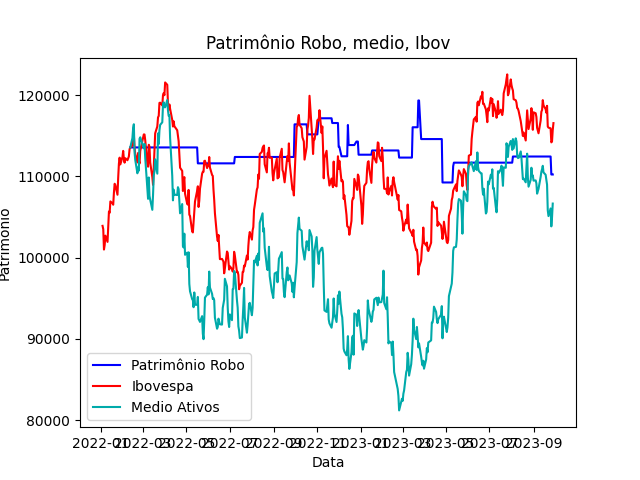 Patrimônio Robo, medio, Ibov
120000
110000
100000
90000
80000
Patrimonio
Patrimônio Robo
Ibovespa
Medio Ativos
2022-01 2022-03 2022-05 2022-07 2022-09 2022-11 2023-01 2023-03 2023-05 2023-07 2023-09
Data